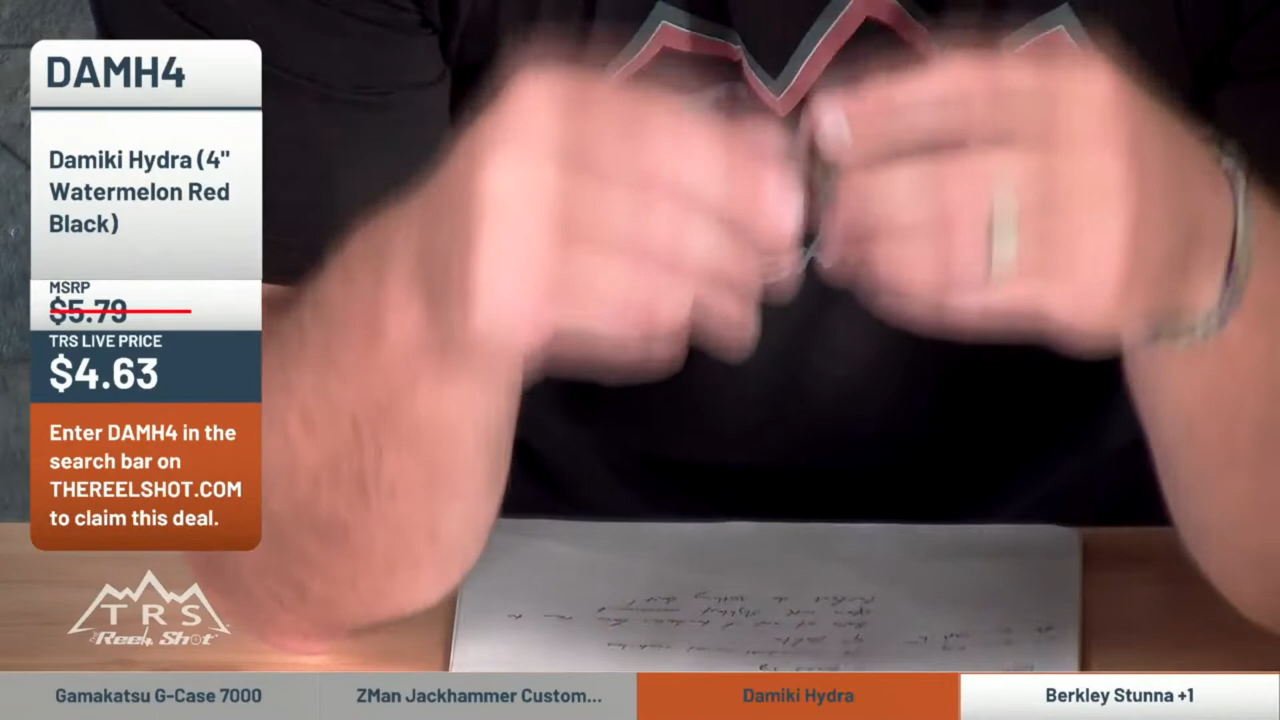 DAMH4
Damiki Hydra (4"
Watermelon Red
Black)
MSRP
$5.79
TRS LIVE PRICE
$4.63
Enter DAMH4 in the
search bar on
THEREELSHOT.COM
to claim this deal.
TRS
The Reel Shot
Gamakatsu G-Case 7000
ZMan Jackhammer Custom...
Damiki Hydra
Berkley Stunna +1